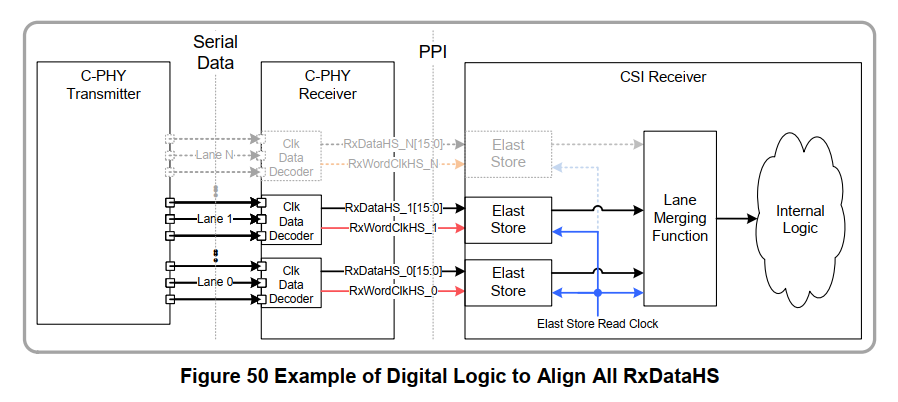 Serial
Data
PPI
C-PHY
Transmitter
C-PHY
Receiver
CSI Receiver
Lane N
Clk
Data
Decoder
RxDataHS_N[15:0]
RxWordClkHS_N
Elast
Store
Lane 1
Clk
Data
Decoder
RxDataHS_1[15:0]
RxWordClkHS_1
Elast
Store
Lane 0
Clk
Data
Decoder
RxDataHS_0[15:0]
RxWordClkHS_0
Elast
Store
Lane
Merging
Function
Internal
Logic
Elast Store Read Clock
Figure 50 Example of Digital Logic to Align All RxDataHS